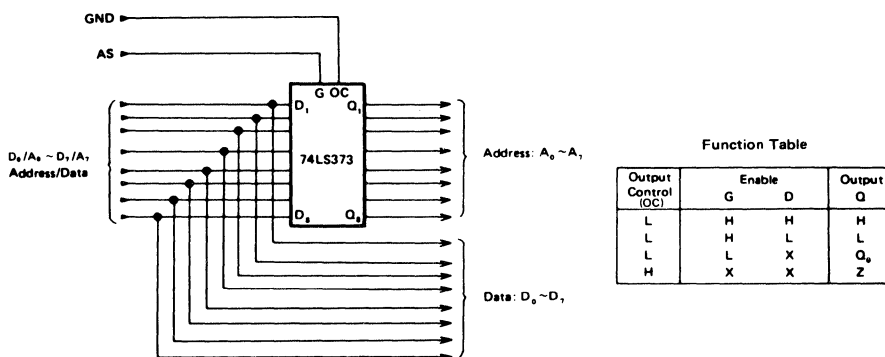 GND
AS
G OC
D₁ Q₁
74LS373
D₈ Q₈
D₀/A₀ ~ D₇/A₇
Address/Data
Address: A₀~A₇
Data: D₀~D₇
Function Table
Output Control (OC) Enable Output
G D Q
L H H H
L H L L
L L X Q₀
H X X Z